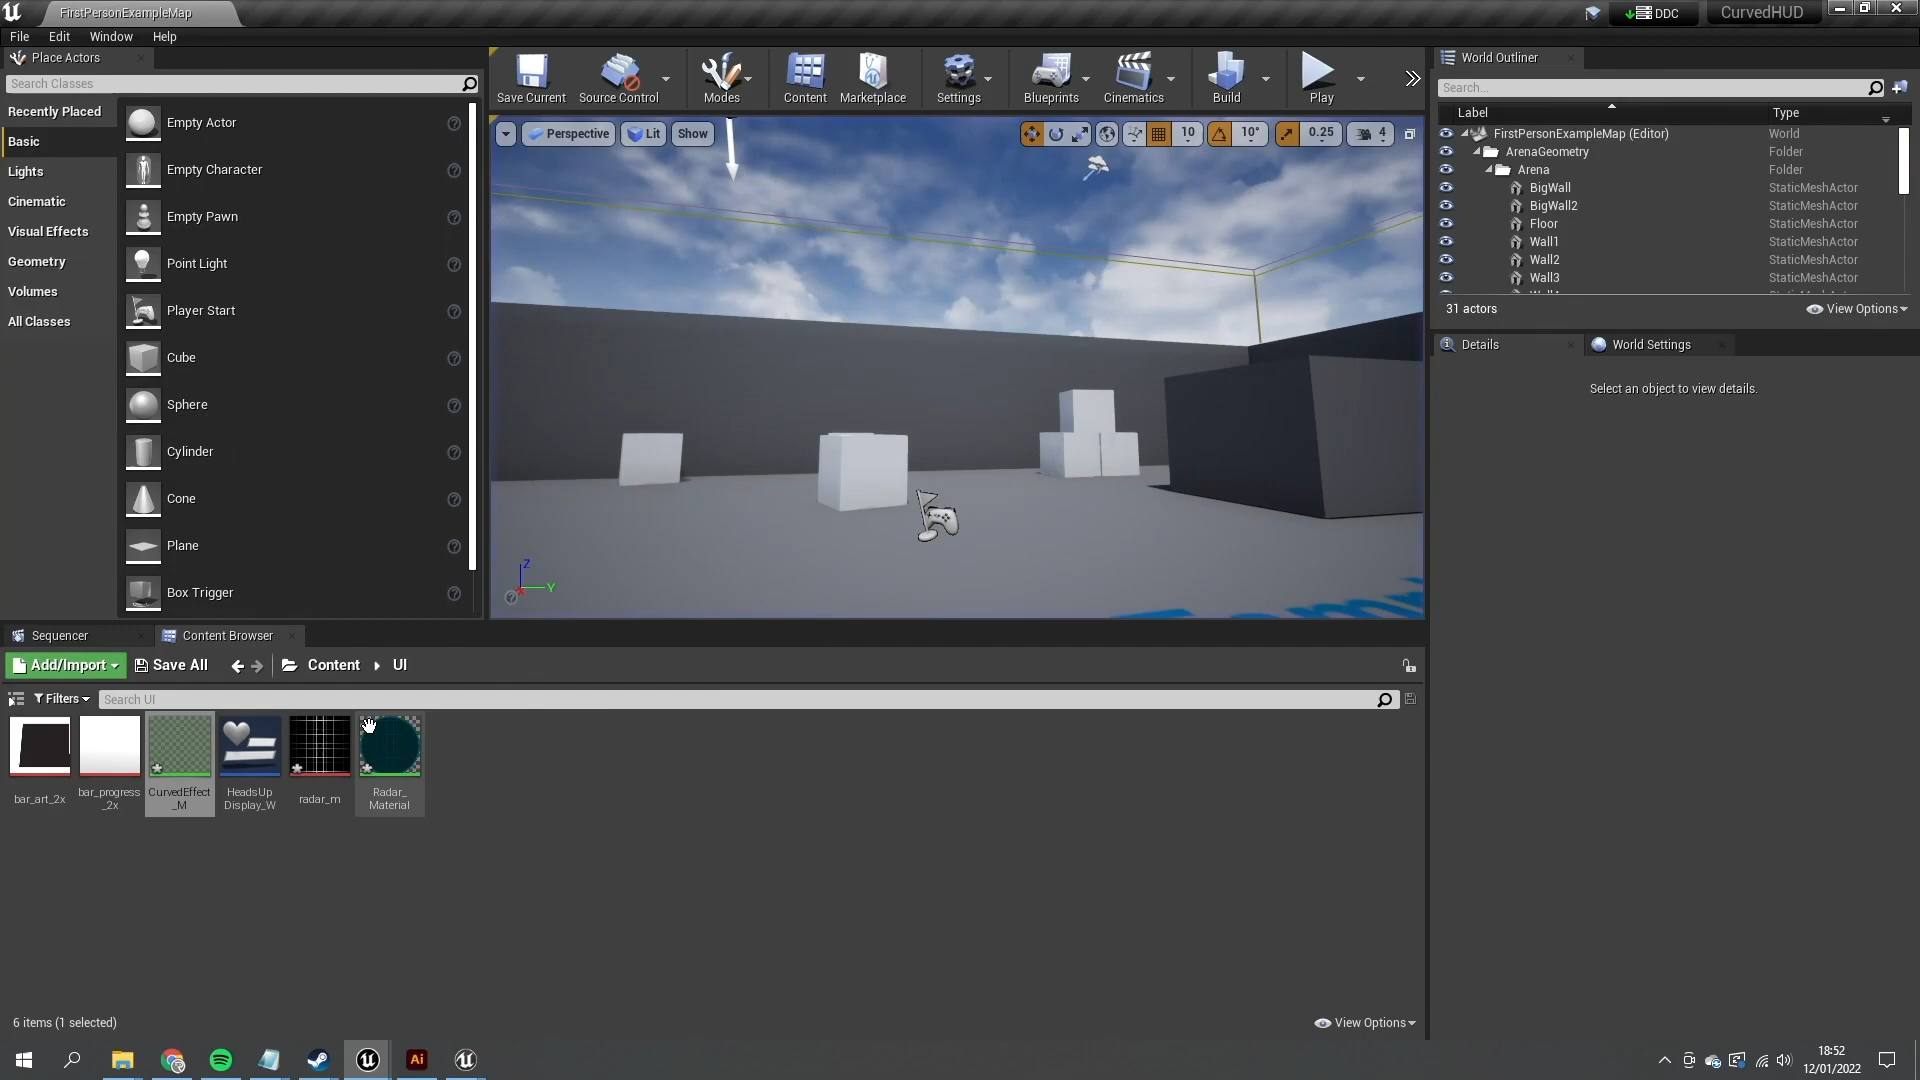 FirstPersonExampleMap
DDC
CurvedHUD
File
Edit
Window
Help
Place Actors
Search Classes
Recently Placed
Basic
Lights
Cinematic
Visual Effects
Geometry
Volumes
All Classes
Empty Actor
Empty Character
Empty Pawn
Point Light
Player Start
Cube
Sphere
Cylinder
Cone
Plane
Box Trigger
Save Current
Source Control
Modes
Content
Marketplace
Settings
Blueprints
Cinematics
Build
Play
Perspective
Lit
Show
10
10°
0.25
4
Z
Y
World Outliner
Search...
Label
Type
FirstPersonExampleMap (Editor)
World
ArenaGeometry
Folder
Arena
Folder
BigWall
StaticMeshActor
BigWall2
StaticMeshActor
Floor
StaticMeshActor
Wall1
StaticMeshActor
Wall2
StaticMeshActor
Wall3
StaticMeshActor
31 actors
View Options
Details
World Settings
Select an object to view details.
Sequencer
Content Browser
Add/Import
Save All
Content
UI
Filters
Search UI
bar_art_2x
bar_progress
_2x
CurvedEffect
_M
HeadsUp
Display_W
radar_m
Radar_
Material
6 items (1 selected)
View Options
Ai
18:52
12/01/2022